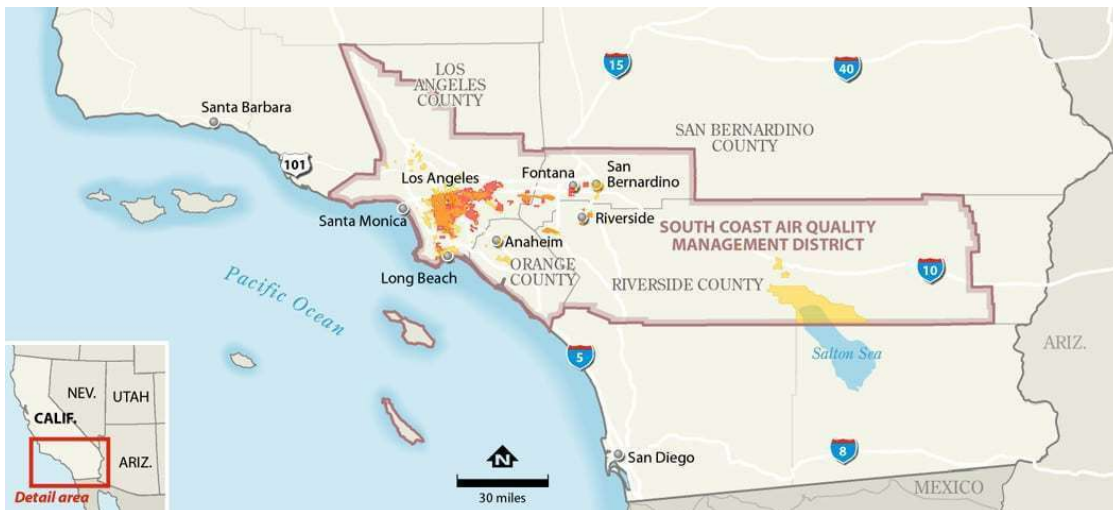 LOS
ANGELES
COUNTY
15
40
Santa Barbara
SAN BERNARDINO
COUNTY
101
Los Angeles
Fontana
San
Bernardino
Santa Monica
Riverside
SOUTH COAST AIR QUALITY
MANAGEMENT DISTRICT
Anaheim
Long Beach
ORANGE
COUNTY
RIVERSIDE COUNTY
10
Pacific Ocean
5
Salton Sea
ARIZ.
NEV.
UTAH
CALIF.
ARIZ.
Detail area
N
30 miles
San Diego
8
MEXICO